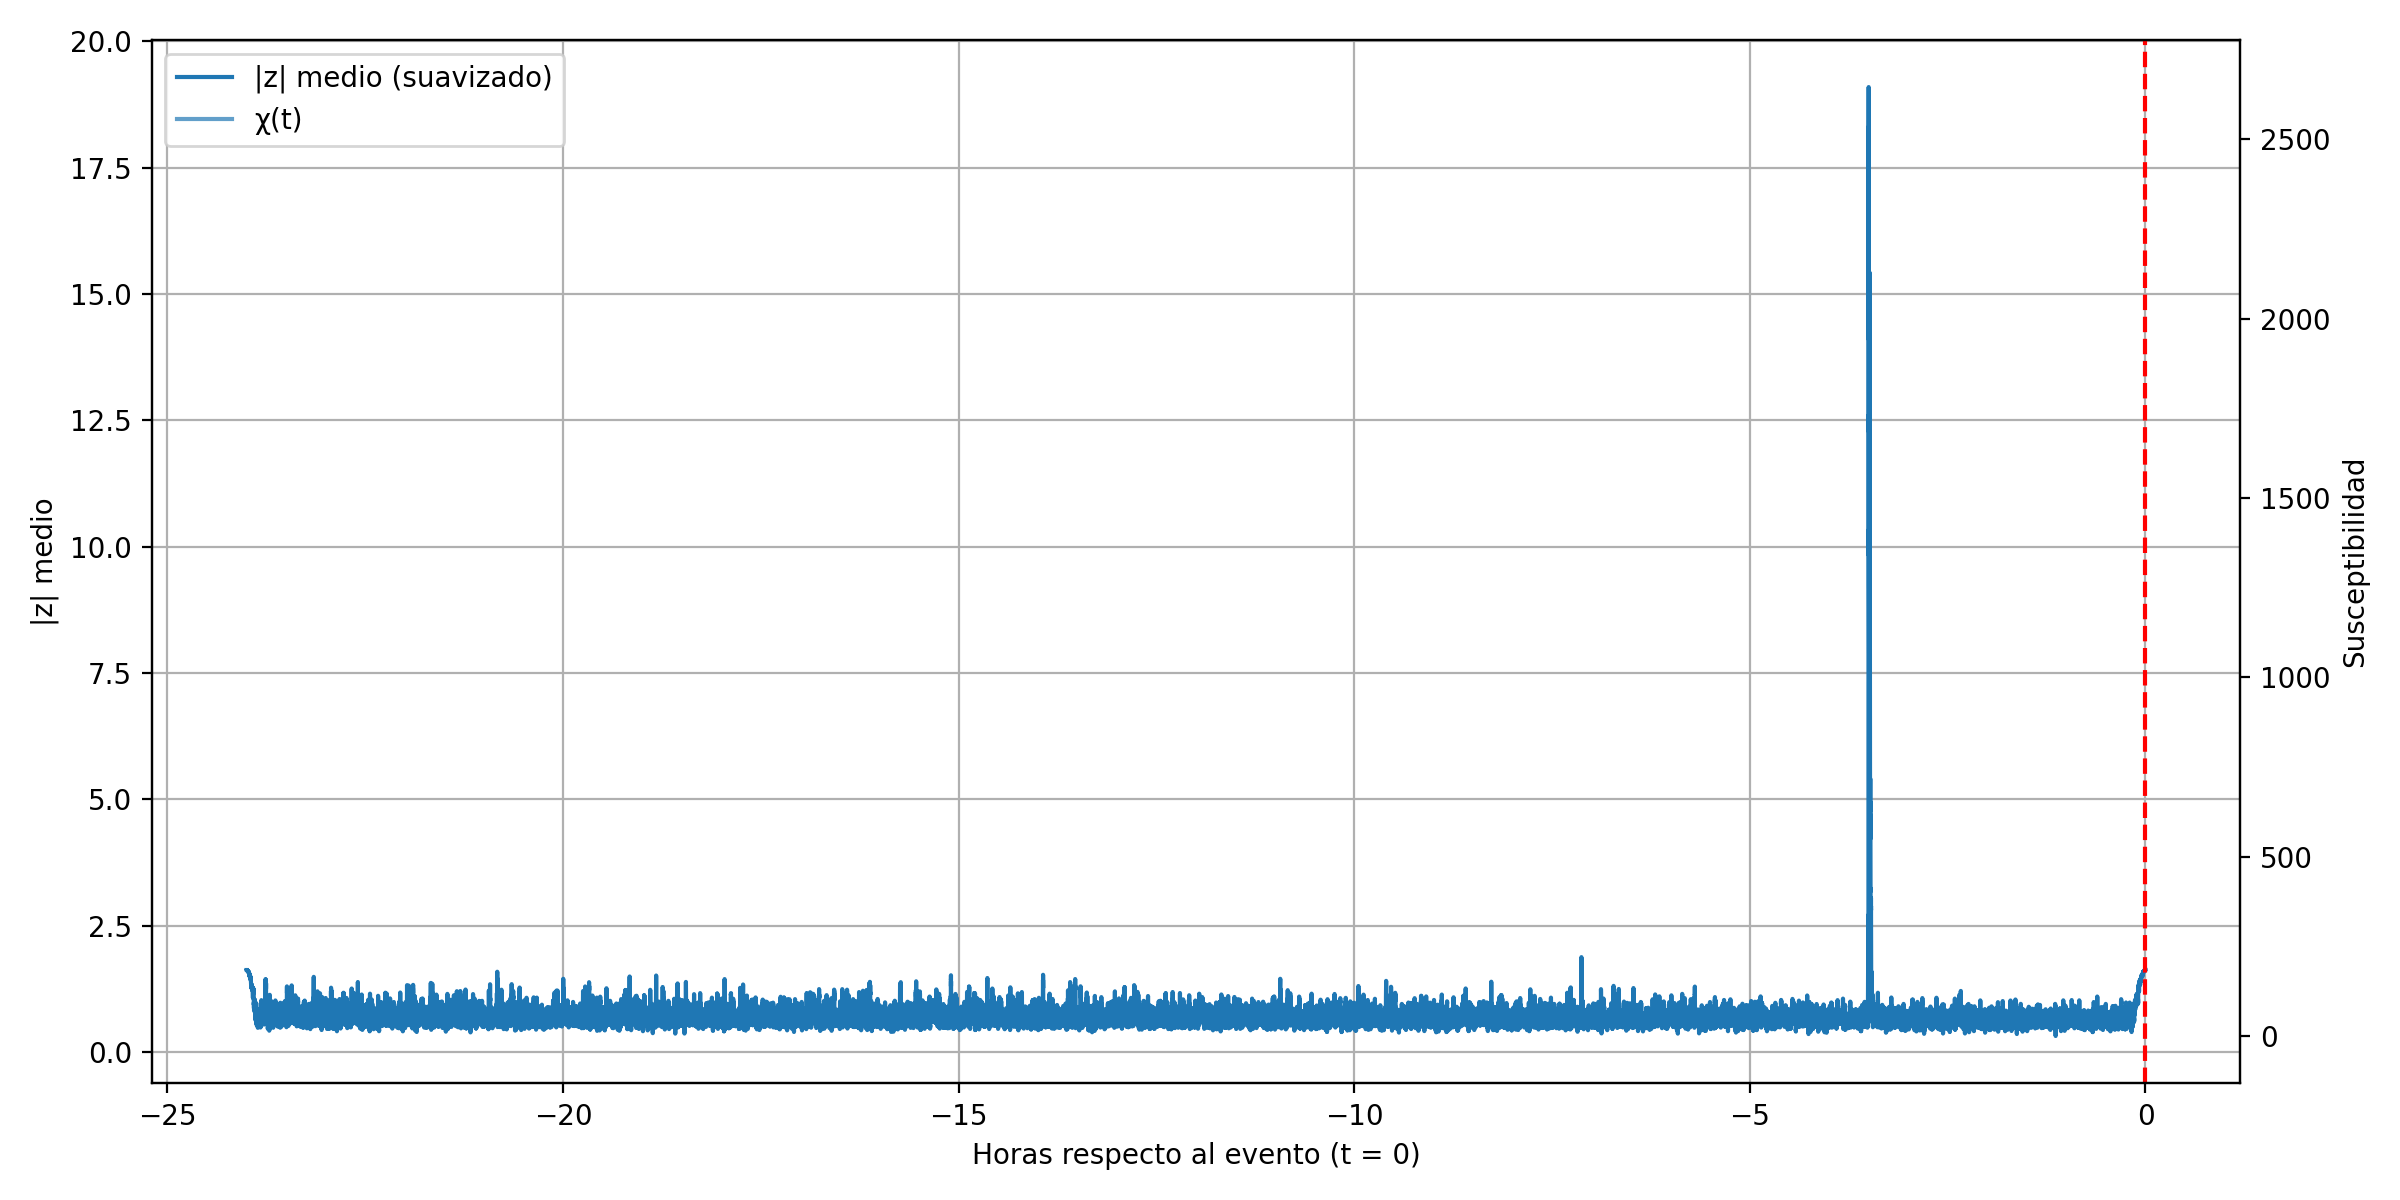 |z| medio (suavizado)
χ(t)
20.0
17.5
15.0
12.5
10.0
7.5
5.0
2.5
0.0
|z| medio
2500
2000
1500
1000
500
0
Susceptibilidad
−25 −20 −15 −10 −5 0
Horas respecto al evento (t = 0)